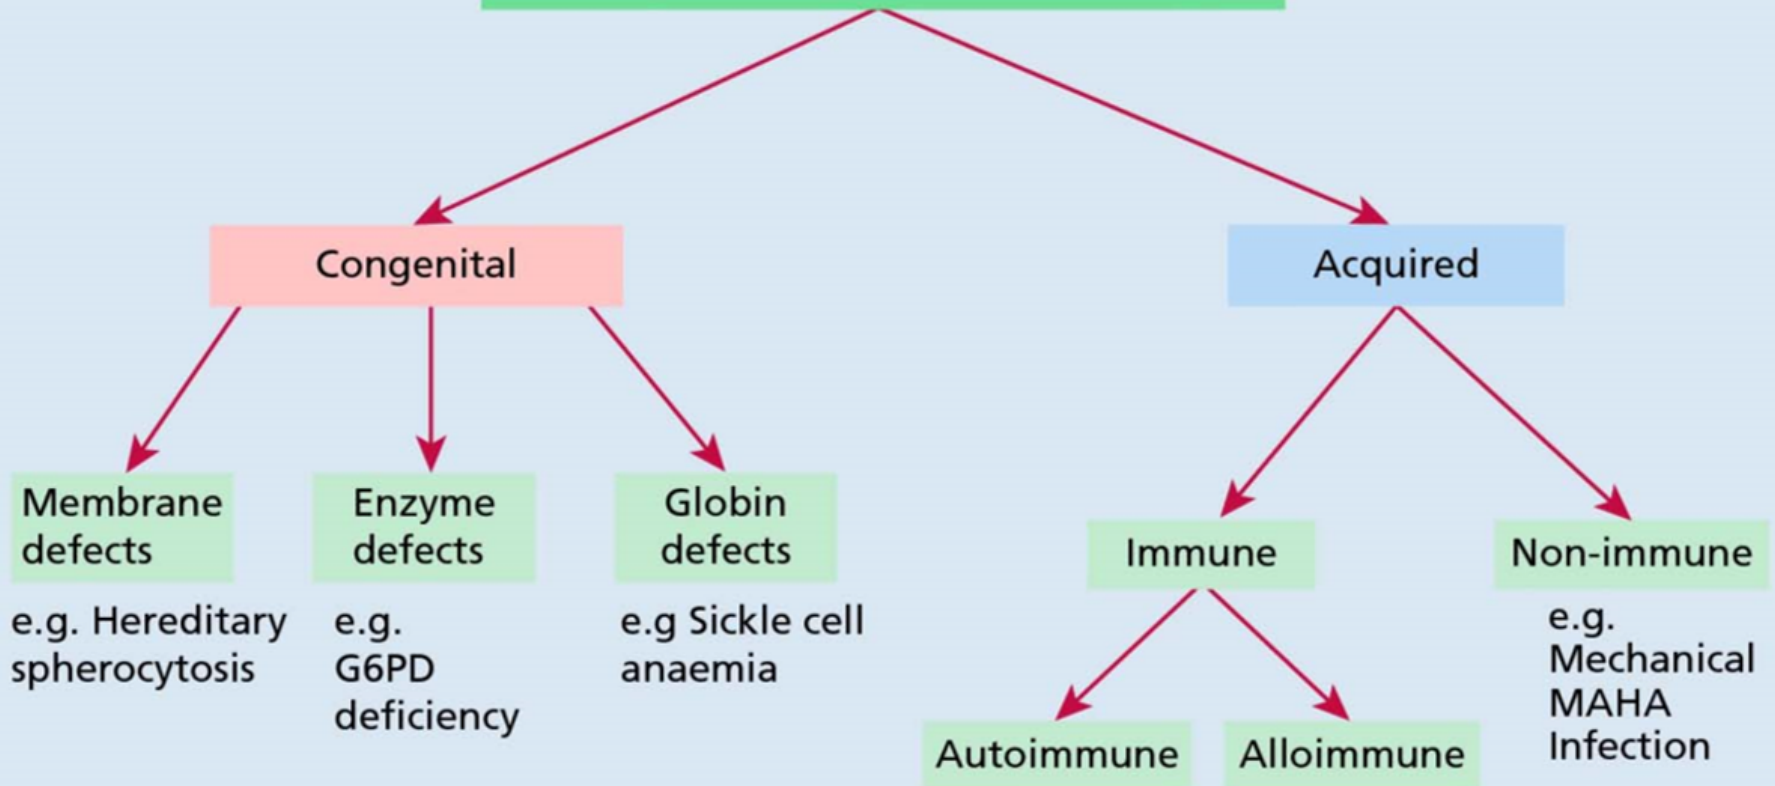 Congenital
Acquired
Membrane
defects
Enzyme
defects
Globin
defects
Immune
Non-immune
e.g. Hereditary
spherocytosis
e.g.
G6PD
deficiency
e.g Sickle cell
anaemia
e.g.
Mechanical
MAHA
Infection
Autoimmune
Alloimmune